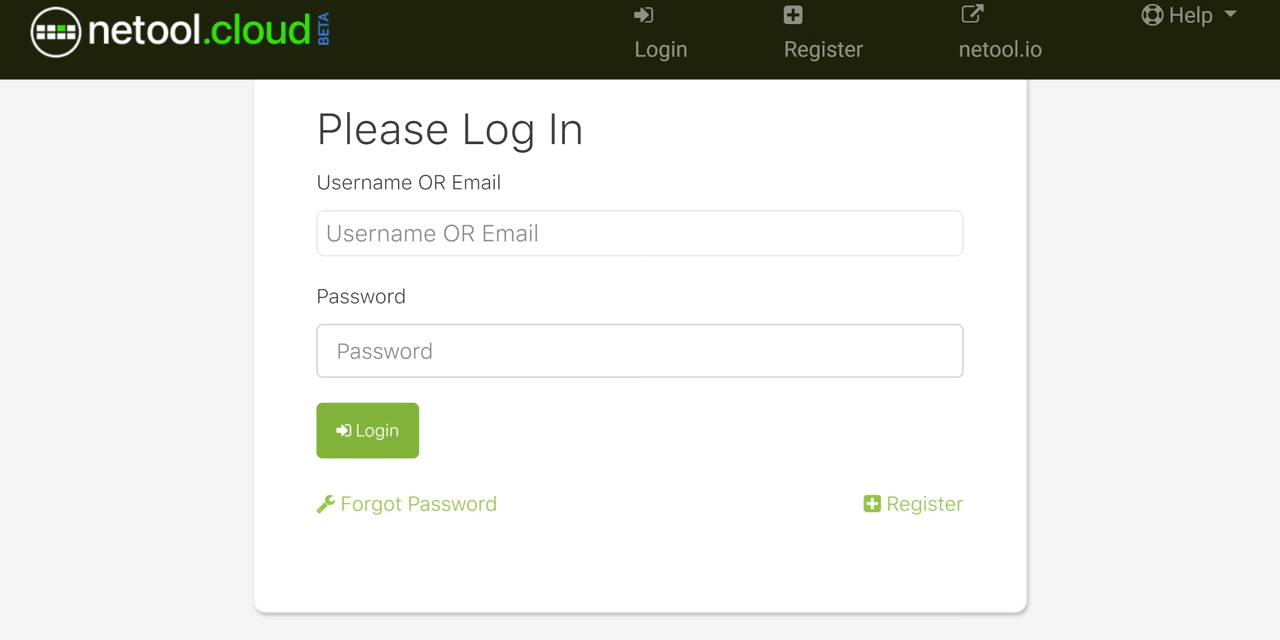 netool.cloud BETA
Login
Register
netool.io
Help
Please Log In
Username OR Email
Username OR Email
Password
Password
Login
Forgot Password
Register